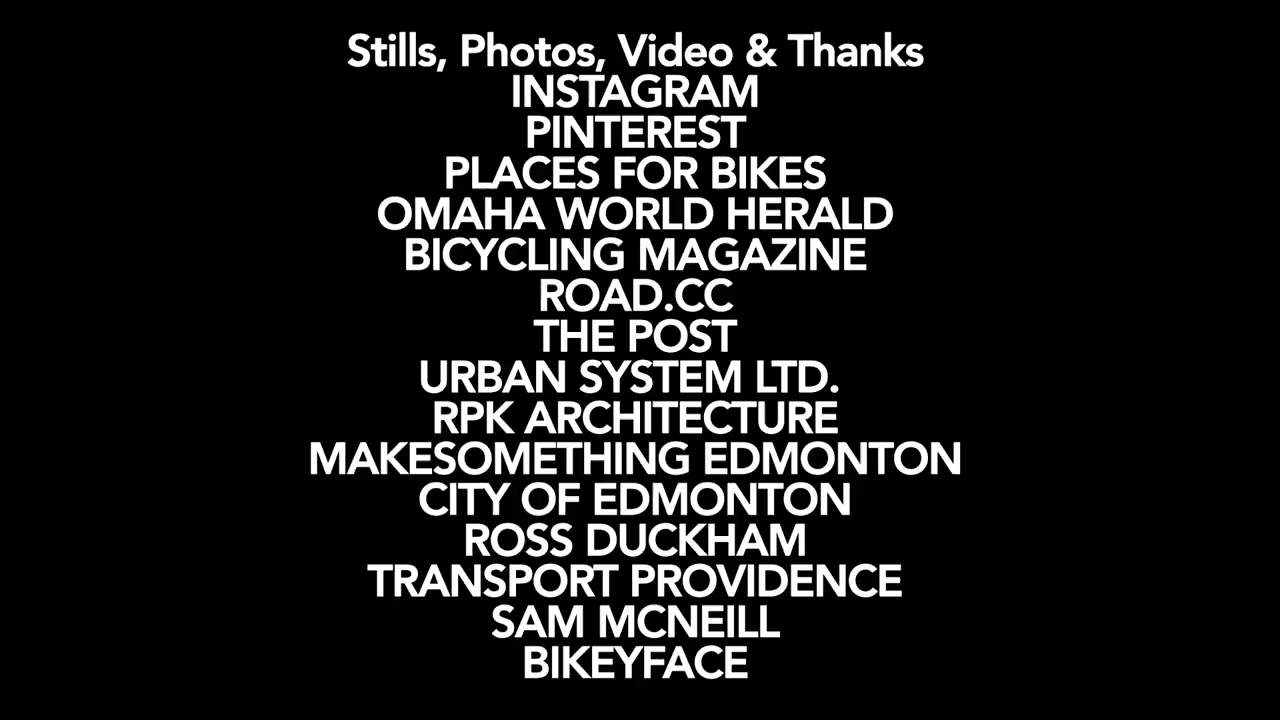 Stills, Photos, Video & Thanks
INSTAGRAM
PINTEREST
PLACES FOR BIKES
OMAHA WORLD HERALD
BICYCLING MAGAZINE
ROAD.CC
THE POST
URBAN SYSTEM LTD.
RPK ARCHITECTURE
MAKESOMETHING EDMONTON
CITY OF EDMONTON
ROSS DUCKHAM
TRANSPORT PROVIDENCE
SAM MCNEILL
BIKEYFACE